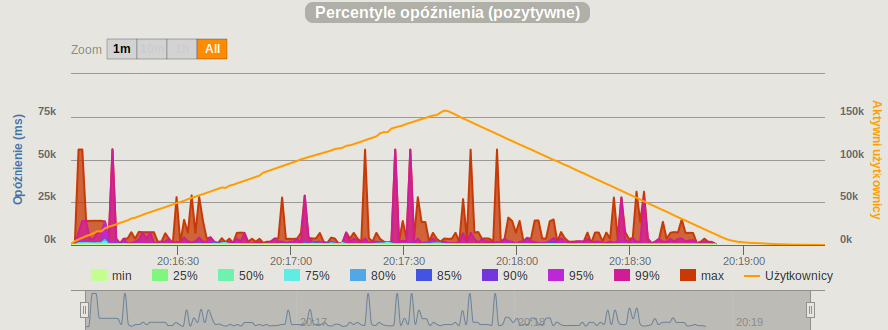 Percentyle opóźnienia (pozytywne)
Zoom 1m 10m 1h All
Opóźnienie (ms)
75k
50k
25k
0k
150k
100k
50k
0k
Aktywni użytkownicy
20:16:30 20:17:00 20:17:30 20:18:00 20:18:30 20:19:00
min 25% 50% 75% 80% 85% 90% 95% 99% max Użytkownicy
20:17 20:18 20:19